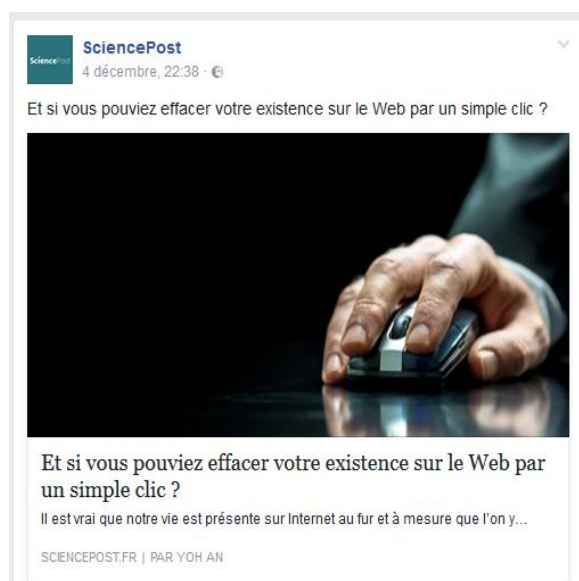 SciencePost
SciencePost
4 décembre, 22:38 ·
Et si vous pouviez effacer votre existence sur le Web par un simple clic ?
Et si vous pouviez effacer votre existence sur le Web par
un simple clic ?
Il est vrai que notre vie est présente sur Internet au fur et à mesure que l'on y…
SCIENCEPOST.FR | PAR YOH AN